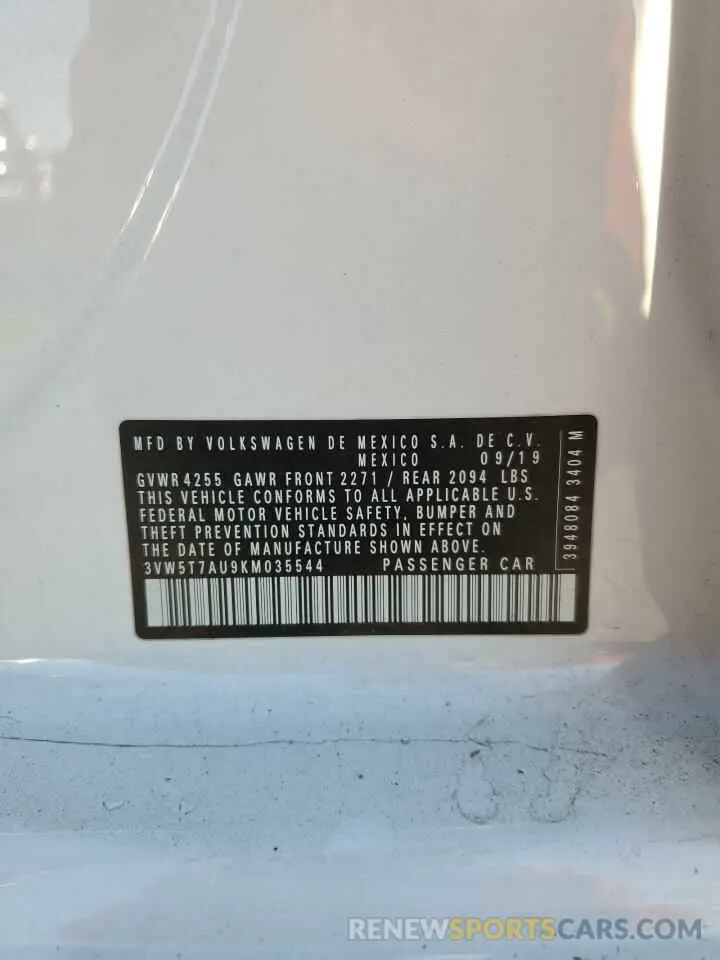 MFD BY VOLKSWAGEN DE MEXICO S.A. DE C.V.
MEXICO 09/19
GVWR 4255 GAWR FRONT 2271 / REAR 2094 LBS
THIS VEHICLE CONFORMS TO ALL APPLICABLE U.S.
FEDERAL MOTOR VEHICLE SAFETY, BUMPER AND
THEFT PREVENTION STANDARDS IN EFFECT ON
THE DATE OF MANUFACTURE SHOWN ABOVE.
3VW5T7AU9KM035544 PASSENGER CAR
3948084 3404 M
RENEWSPORTSCARS.COM